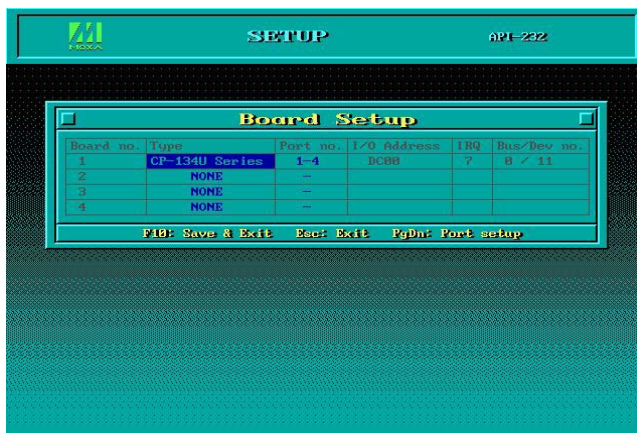 MOXA
SETUP
API-232
Board Setup
Board no. Type Port no. I/O Address IRQ Bus/Dev no.
1 CP-134U Series 1-4 DC00 7 0 / 11
2 NONE -
3 NONE -
4 NONE -
F10: Save & Exit Esc: Exit PgDn: Port setup